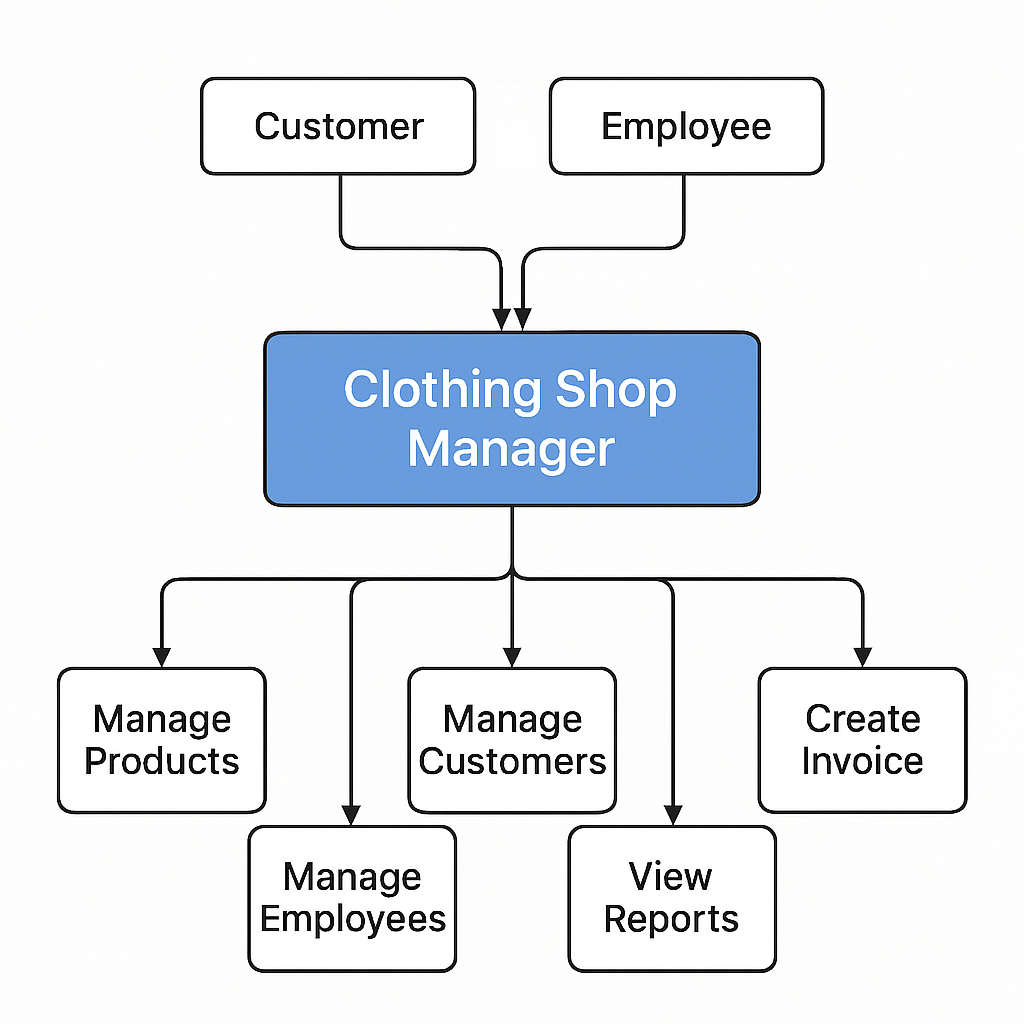 Customer
Employee
Clothing Shop
Manager
Manage
Products
Manage
Customers
Create
Invoice
Manage
Employees
View
Reports